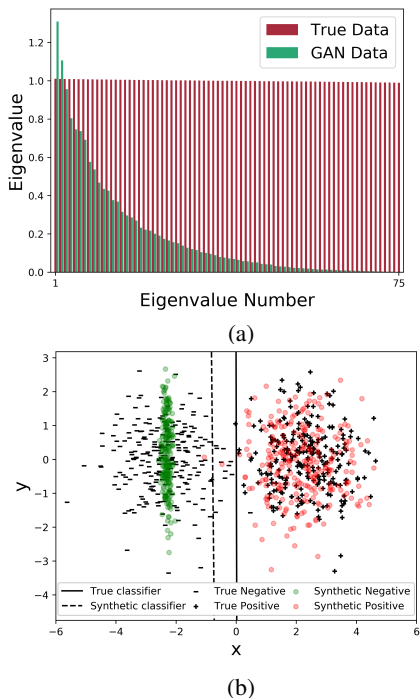 True Data
GAN Data
Eigenvalue
1.2
1.0
0.8
0.6
0.4
0.2
0.0
1
75
Eigenvalue Number
(a)
3
2
1
0
−1
−2
−3
−4
y
True classifier
Synthetic classifier
True Negative
True Positive
Synthetic Negative
Synthetic Positive
−6
−4
−2
0
2
4
6
x
(b)